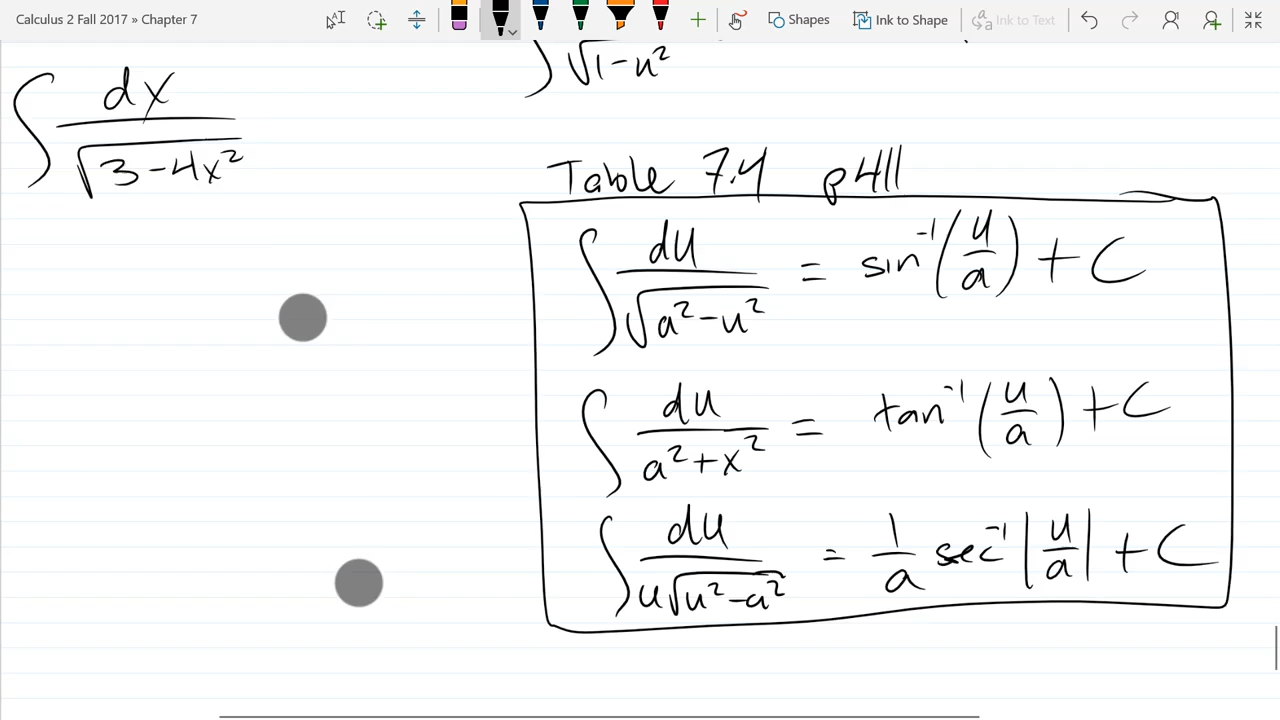 Calculus 2 Fall 2017 » Chapter 7
Shapes
Ink to Shape
Ink to Text
√(1-u²)
∫ dx / √(3-4x²)
Table 7.4 p411
∫ du / √(a²-u²) = sin⁻¹(u/a) + C
∫ du / (a²+x²) = tan⁻¹(u/a) + C
∫ du / (u√(u²-a²)) = 1/a sec⁻¹|u/a| + C